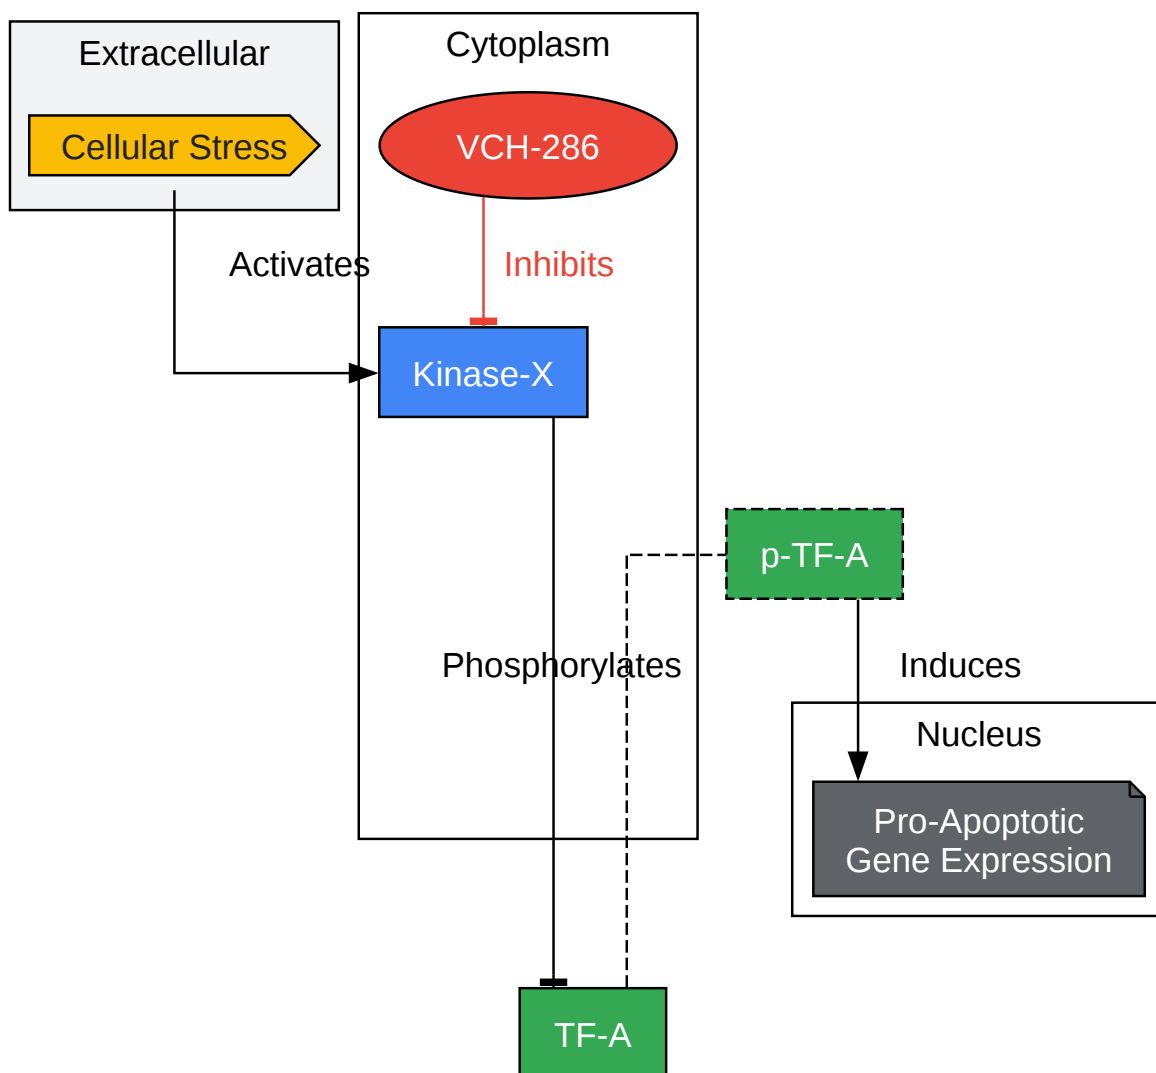 Extracellular
Cytoplasm
Cellular Stress
VCH-286
Activates
Inhibits
Kinase-X
p-TF-A
Phosphorylates
Induces
Nucleus
Pro-Apoptotic
Gene Expression
TF-A